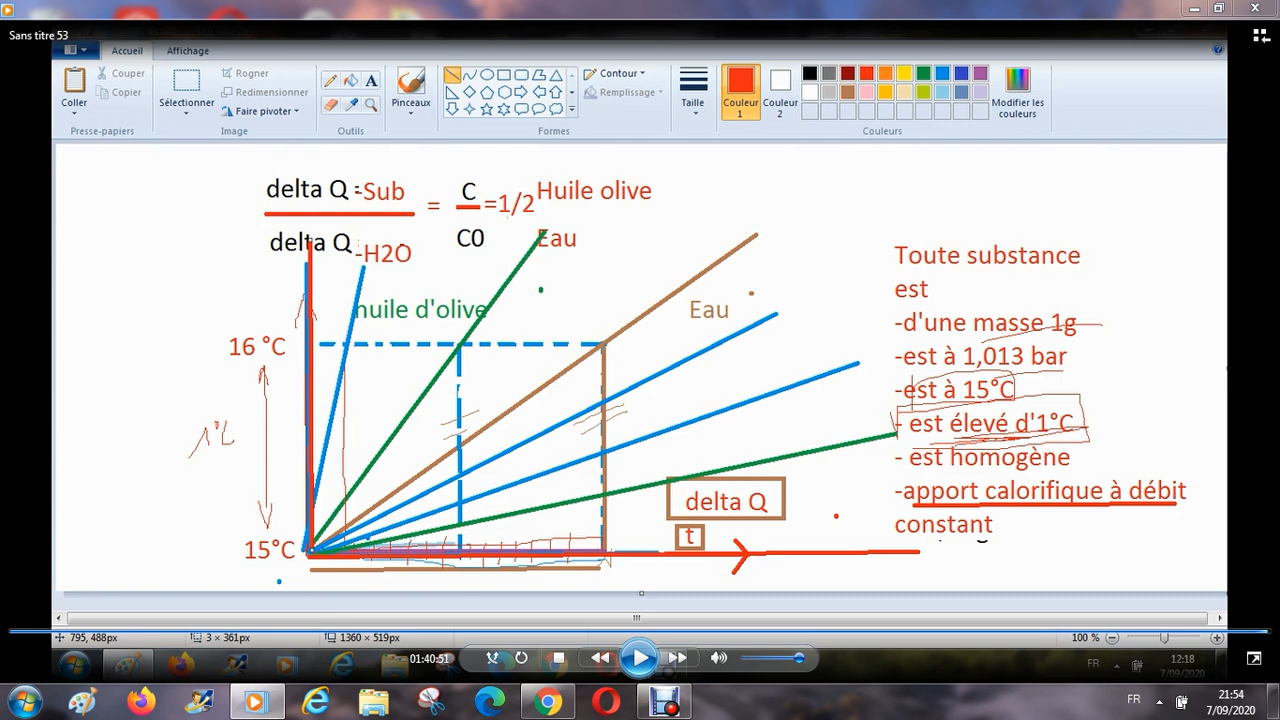 Sans titre 53
Accueil
Affichage
Coller
Couper
Copier
Presse-papiers
Sélectionner
Rogner
Redimensionner
Faire pivoter
Image
Outils
Pinceaux
Contour
Remplissage
Formes
Taille
Couleur
1
Couleur
2
Modifier les
couleurs
Couleurs
delta Q -Sub
= C =1/2 Huile olive
delta Q -H2O
C0
Eau
huile d'olive
Eau
16 °C
1°C
15°C
delta Q
t
Toute substance
est
-d'une masse 1g
-est à 1,013 bar
-est à 15°C
- est élevé d'1°C
- est homogène
-apport calorifique à débit
constant
795, 488px
3 × 361px
1360 × 519px
100 %
01:40:51
FR
12:18
7/09/2020
FR
21:54
7/09/2020